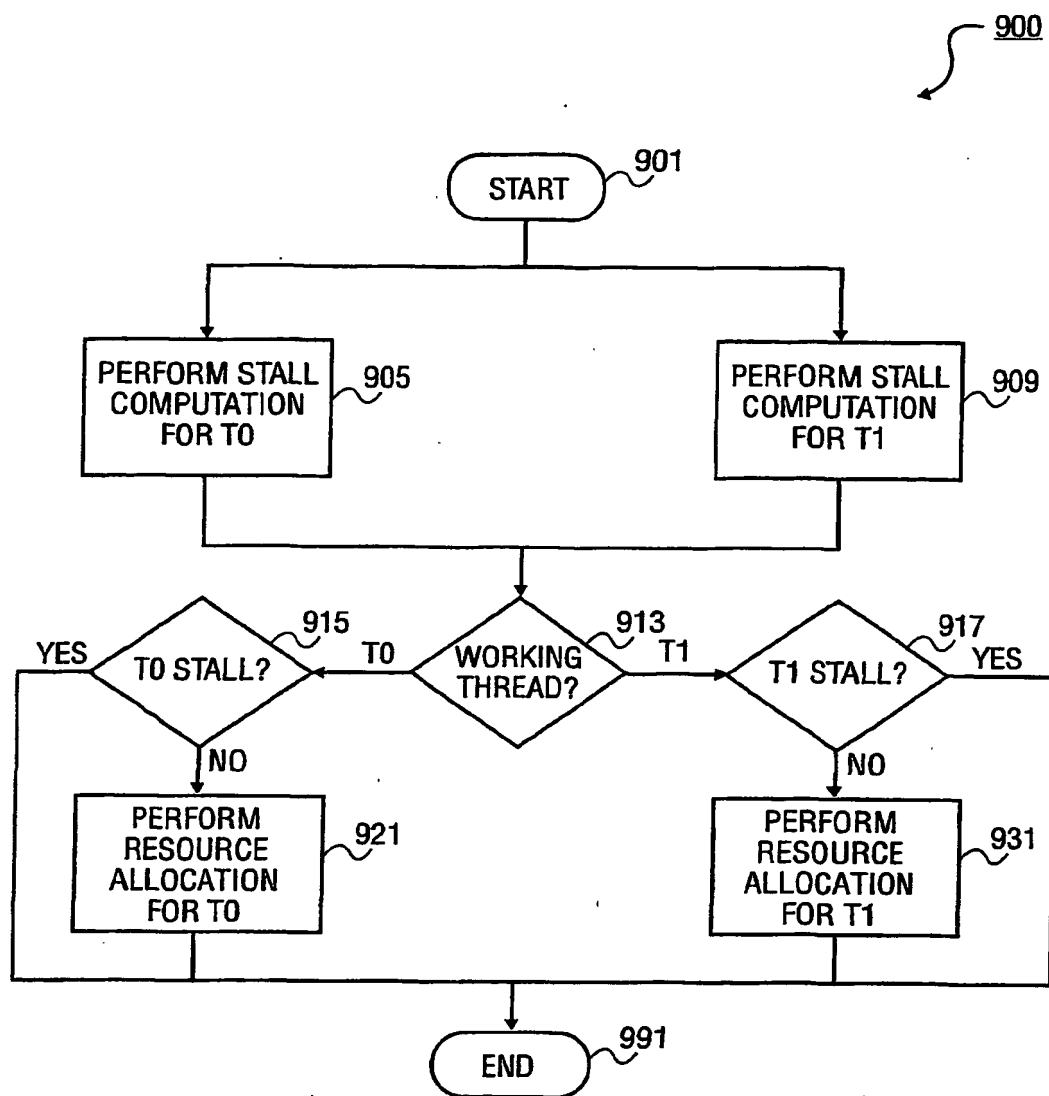 900
START
901
PERFORM STALL
COMPUTATION
FOR T0
905
PERFORM STALL
COMPUTATION
FOR T1
909
YES
T0 STALL?
915
T0
WORKING
THREAD?
913
T1
T1 STALL?
917
YES
NO
NO
PERFORM
RESOURCE
ALLOCATION
FOR T0
921
PERFORM
RESOURCE
ALLOCATION
FOR T1
931
END
991